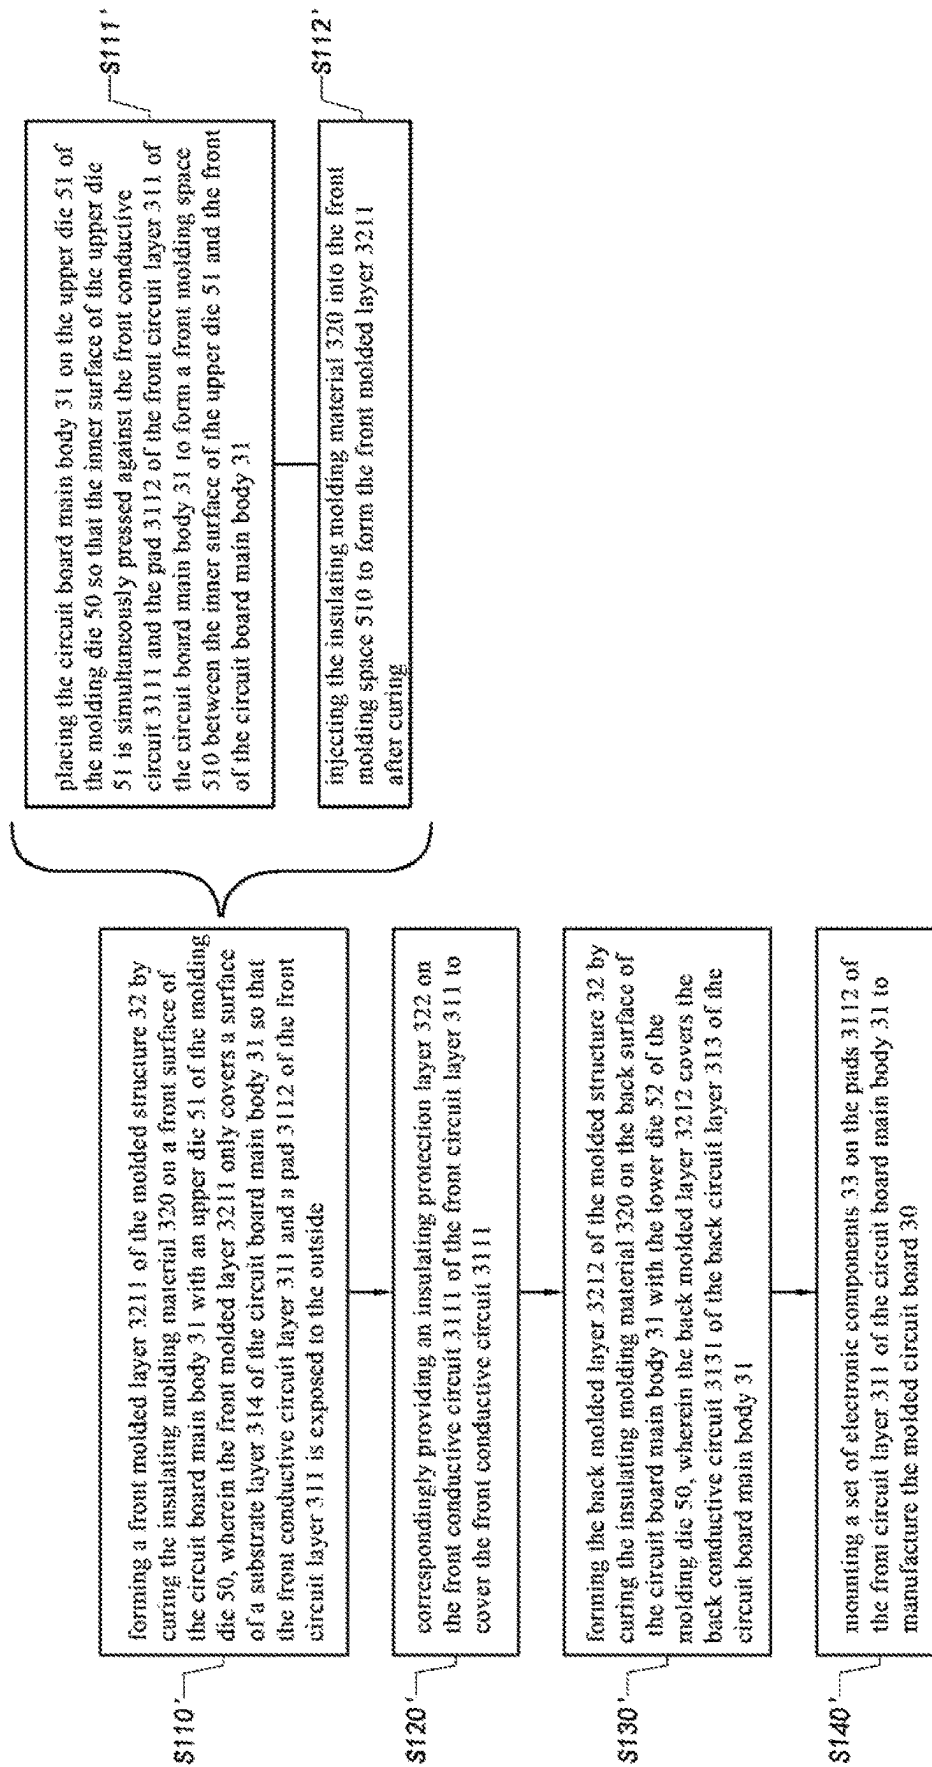 S110'
forming a front molded layer 3211 of the molded structure 32 by
curing the insulating molding material 320 on a front surface of
the circuit board main body 31 with an upper die 51 of the molding
die 50, wherein the front molded layer 3211 only covers a surface
of a substrate layer 314 of the circuit board main body 31 so that
the front conductive circuit layer 311 and a pad 3112 of the front
circuit layer 311 is exposed to the outside
S120'
correspondingly providing an insulating protection layer 322 on
the front conductive circuit 3111 of the front circuit layer 311 to
cover the front conductive circuit 3111
S130'
forming the back molded layer 3212 of the molded structure 32 by
curing the insulating molding material 320 on the back surface of
the circuit board main body 31 with the lower die 52 of the
molding die 50, wherein the back molded layer 3212 covers the
back conductive circuit 3131 of the back circuit layer 313 of the
circuit board main body 31
S140'
mounting a set of electronic components 33 on the pads 3112 of
the front circuit layer 311 of the circuit board main body 31 to
manufacture the molded circuit board 30
placing the circuit board main body 31 on the upper die 51 of
the molding die 50 so that the inner surface of the upper die
51 is simultaneously pressed against the front conductive
circuit 3111 and the pad 3112 of the front circuit layer 311 of
the circuit board main body 31 to form a front molding space
510 between the inner surface of the upper die 51 and the front
of the circuit board main body 31
S111'
injecting the insulating molding material 320 into the front
molding space 510 to form the front molded layer 3211
after curing
S112'